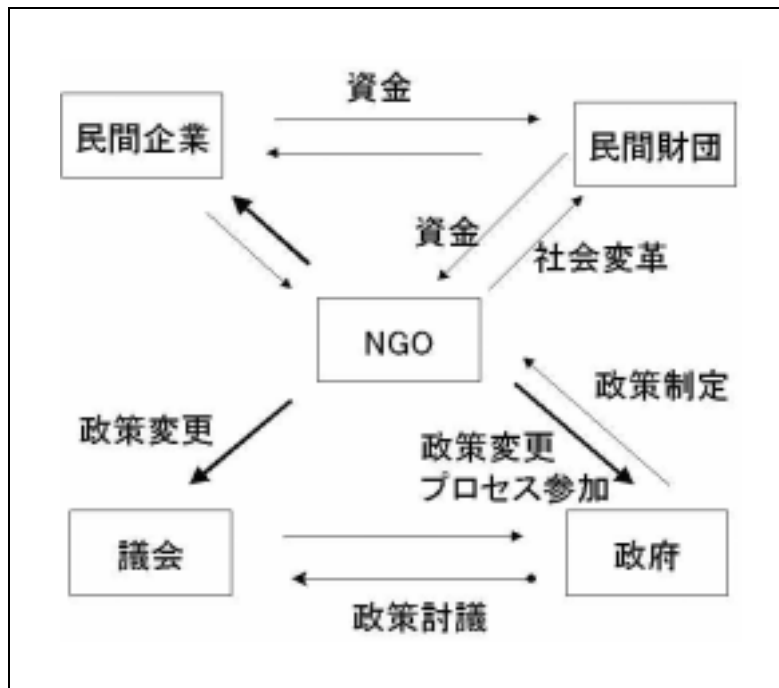 資金
民間企業
民間財団
資金
社会変革
NGO
政策制定
政策変更
政策変更
プロセス参加
議会
政府
政策討議